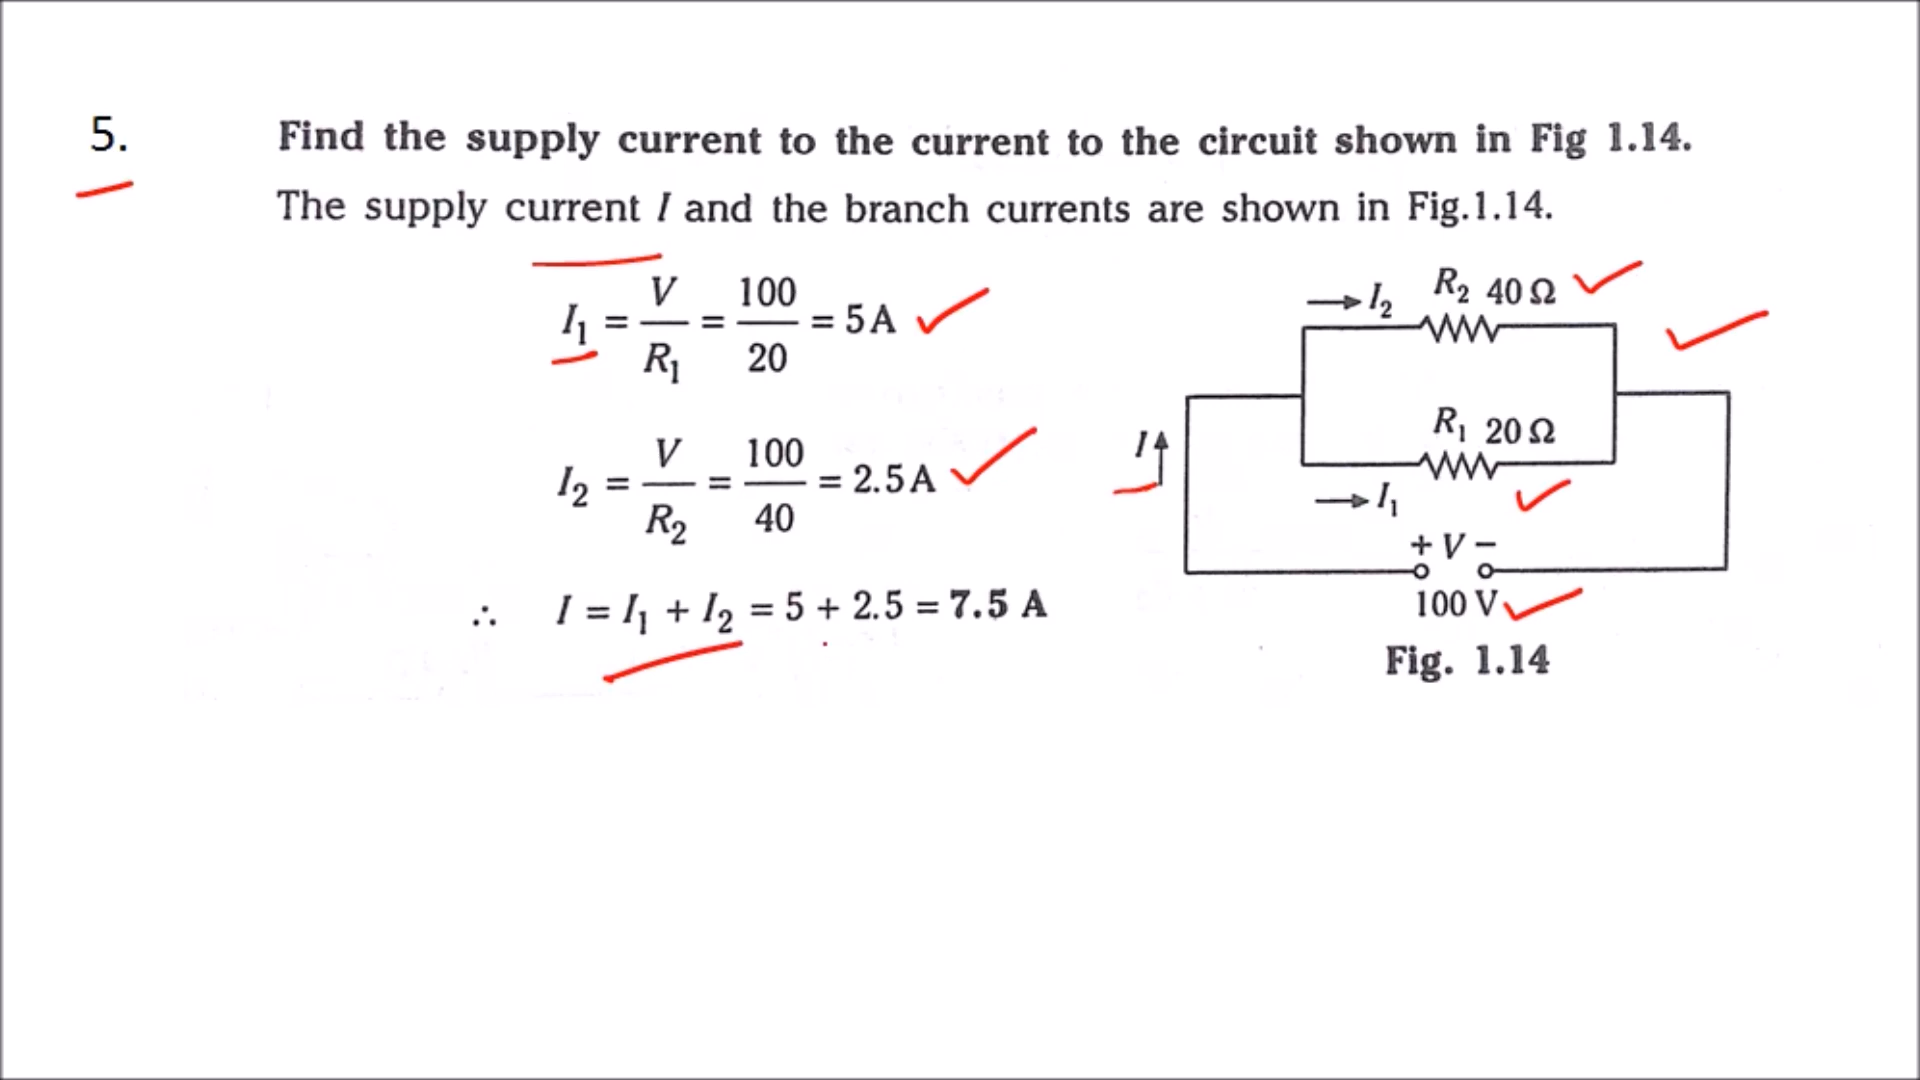 5.
Find the supply current to the current to the circuit shown in Fig 1.14.
The supply current I and the branch currents are shown in Fig.1.14.
I₁ = V/R₁ = 100/20 = 5 A
I₂ = V/R₂ = 100/40 = 2.5 A
∴ I = I₁ + I₂ = 5 + 2.5 = 7.5 A
→ I₂ R₂ 40 Ω
R₁ 20 Ω
I ↑
→ I₁
+ V −
100 V
Fig. 1.14